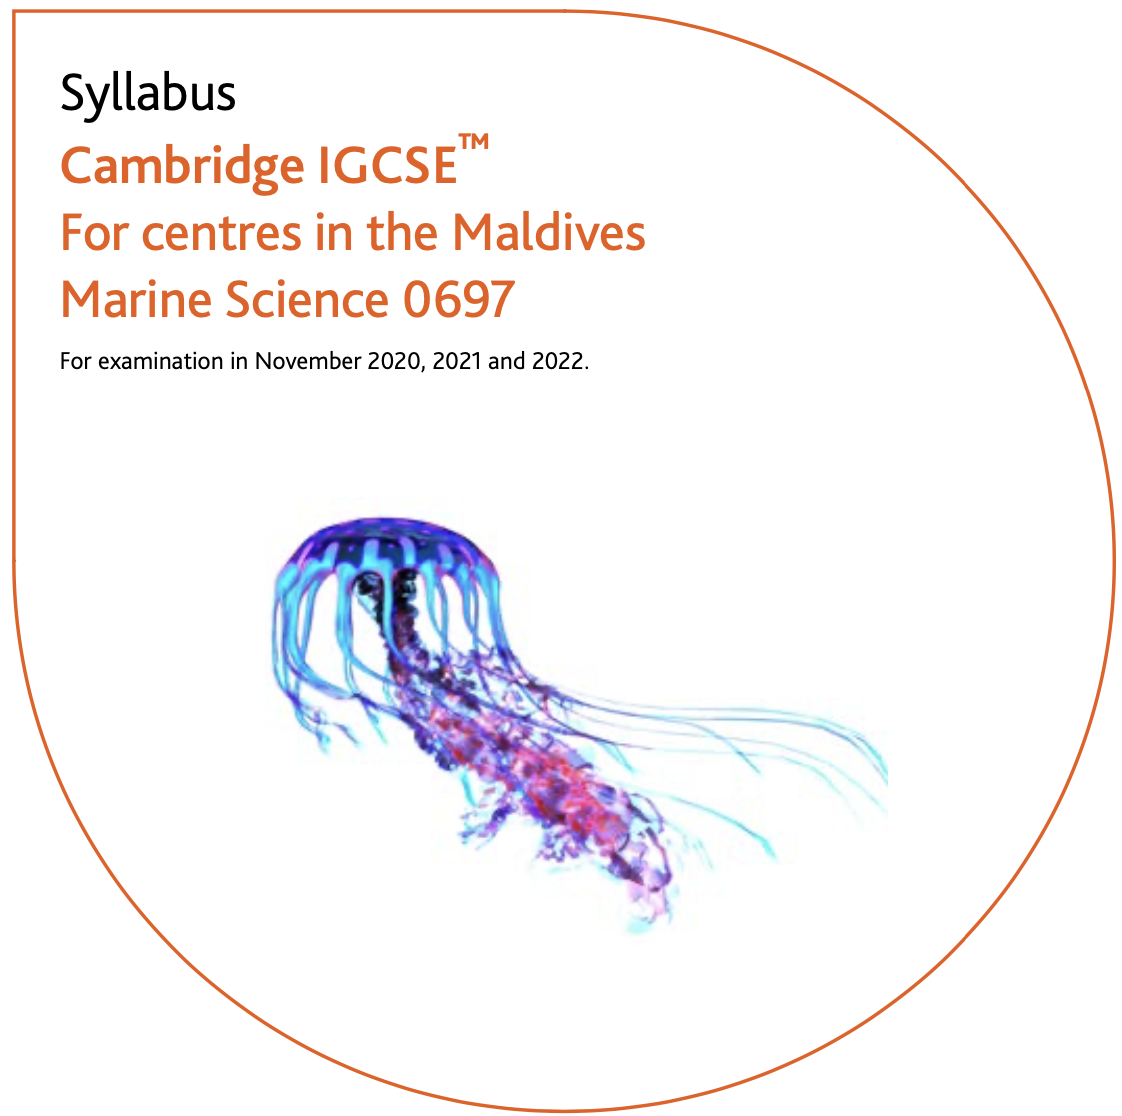 Syllabus
Cambridge IGCSE™
For centres in the Maldives
Marine Science 0697
For examination in November 2020, 2021 and 2022.